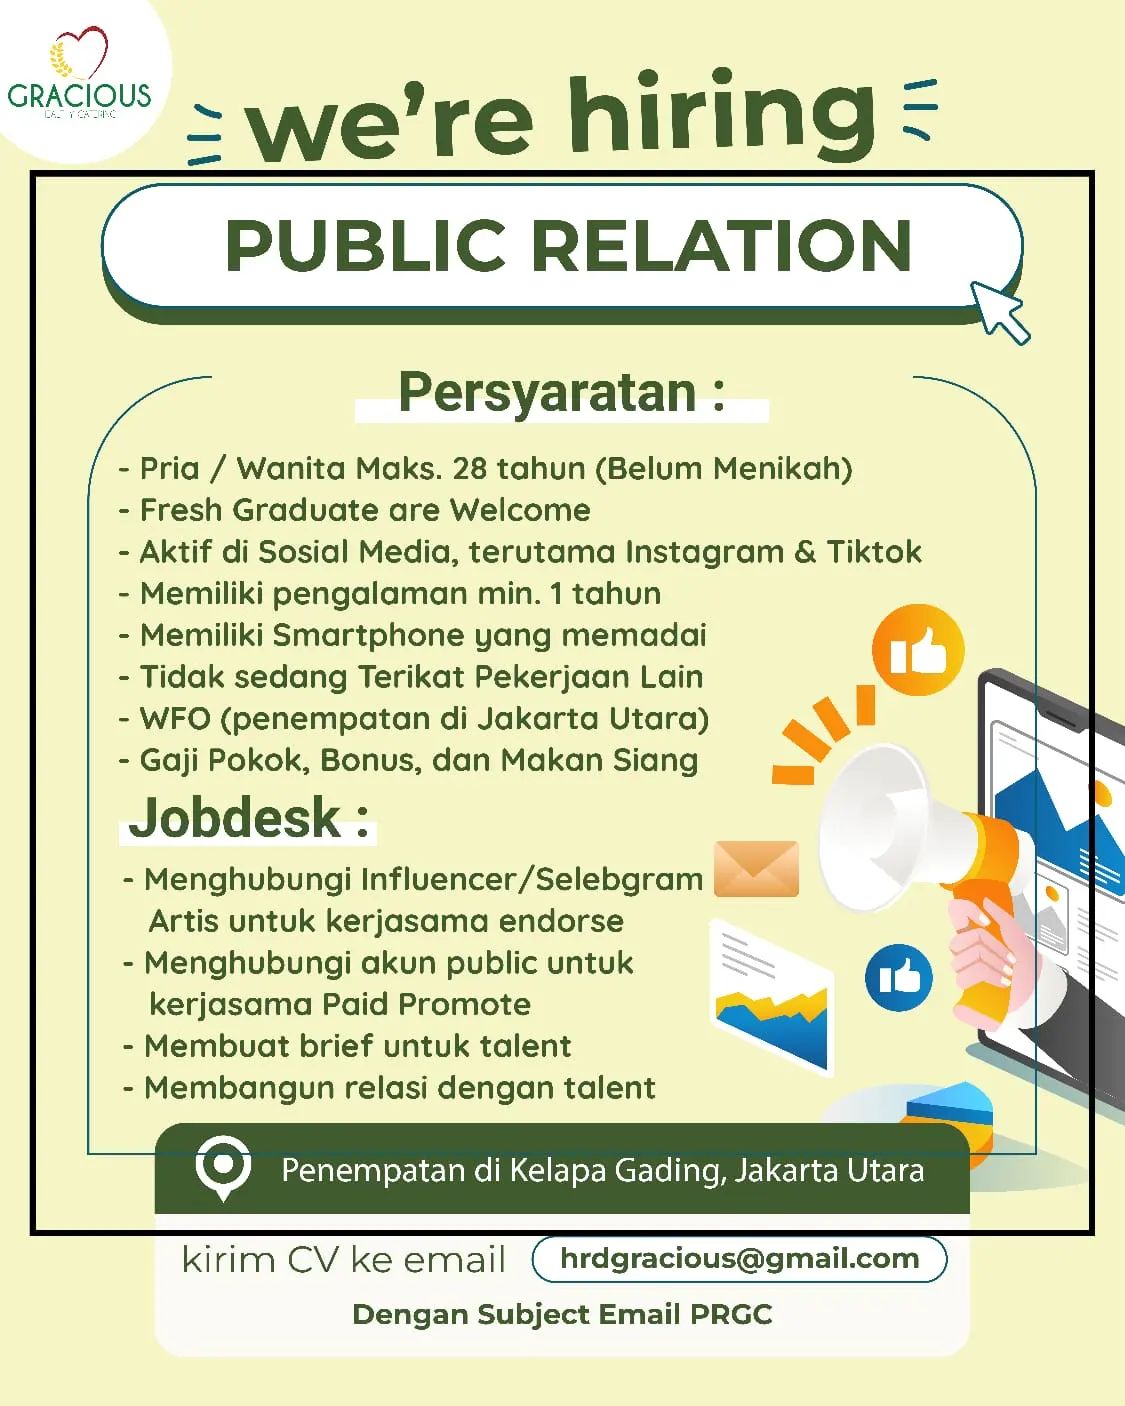 GRACIOUS
we're hiring
PUBLIC RELATION
Persyaratan :
- Pria / Wanita Maks. 28 tahun (Belum Menikah)
- Fresh Graduate are Welcome
- Aktif di Sosial Media, terutama Instagram & Tiktok
- Memiliki pengalaman min. 1 tahun
- Memiliki Smartphone yang memadai
- Tidak sedang Terikat Pekerjaan Lain
- WFO (penempatan di Jakarta Utara)
- Gaji Pokok, Bonus, dan Makan Siang
Jobdesk :
- Menghubungi Influencer/Selebgram
Artis untuk kerjasama endorse
- Menghubungi akun public untuk
kerjasama Paid Promote
- Membuat brief untuk talent
- Membangun relasi dengan talent
Penempatan di Kelapa Gading, Jakarta Utara
kirim CV ke email hrdgracious@gmail.com
Dengan Subject Email PRGC